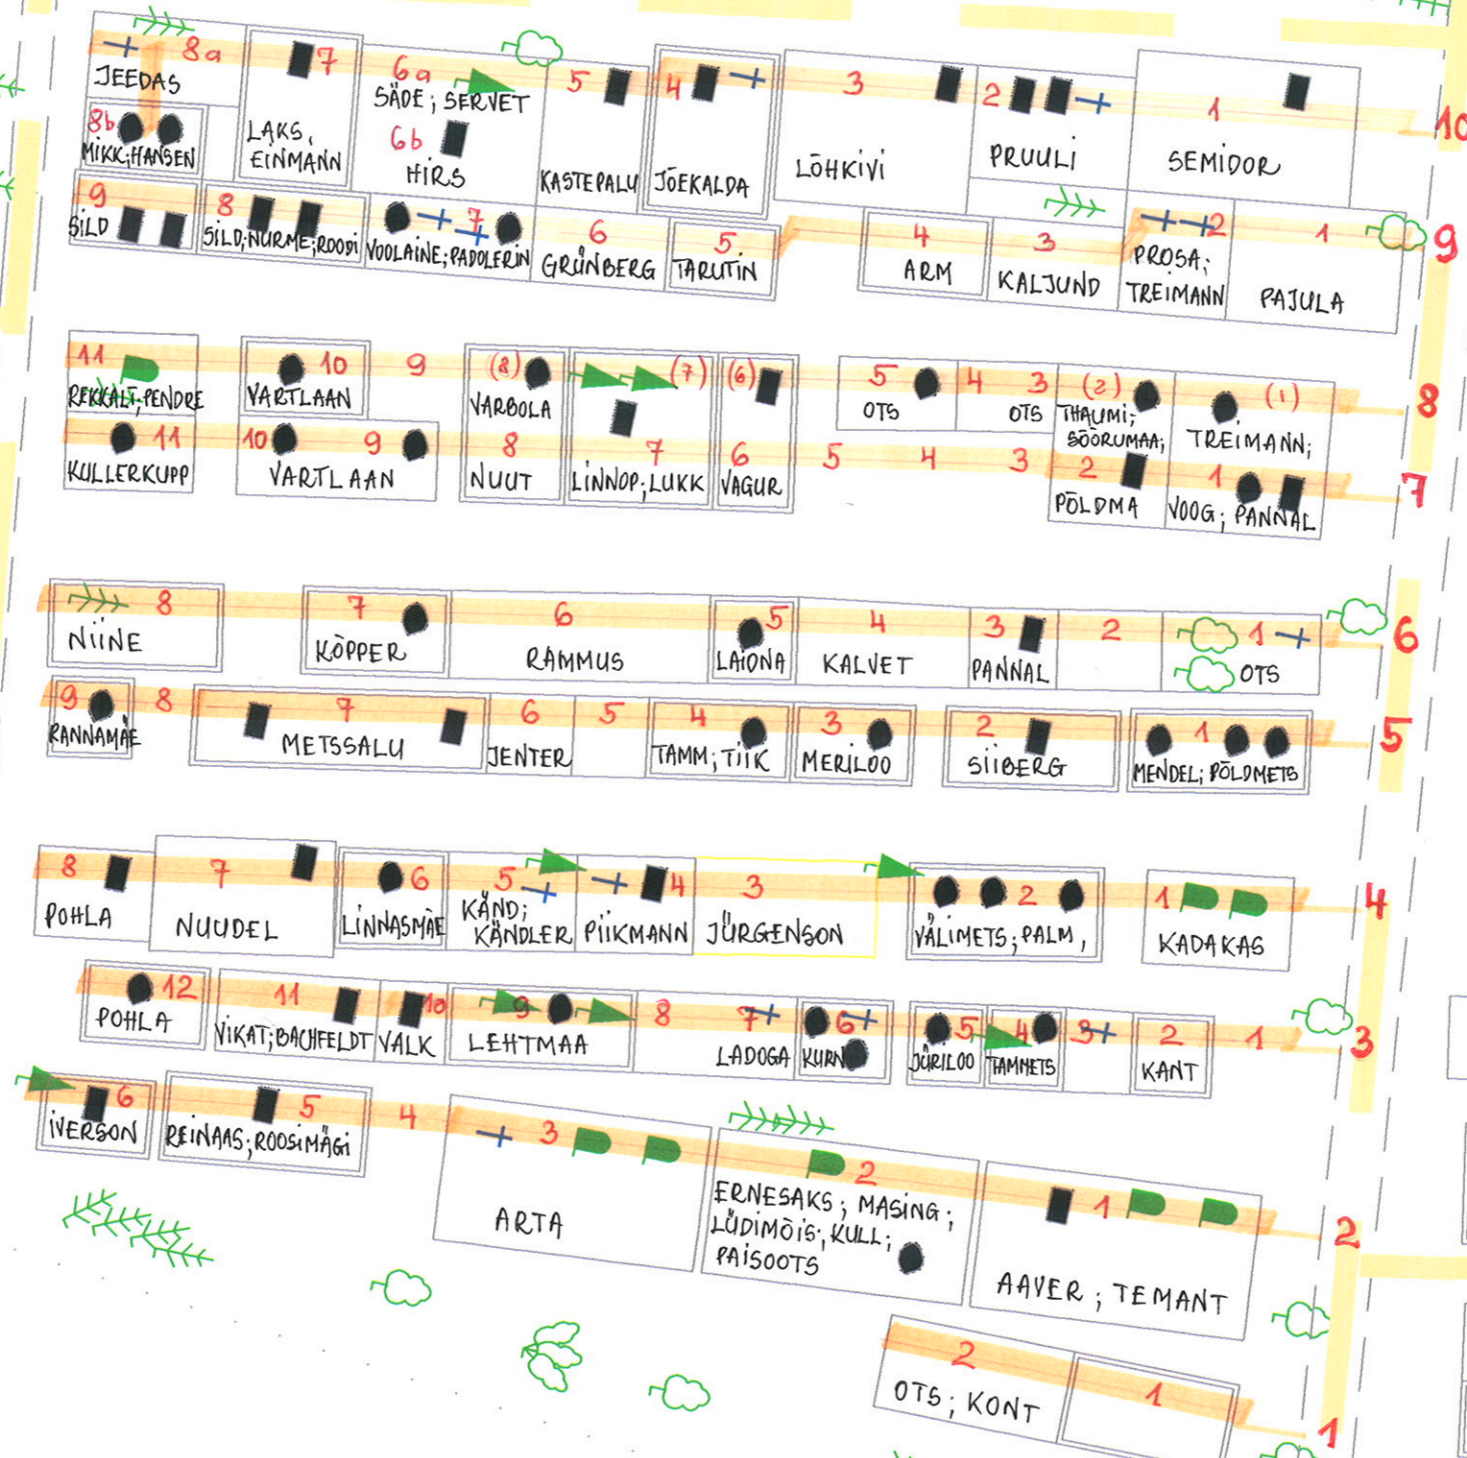 8a 7 6a 5 4 3 2 1 10
JEEDAS
SÄDE; SERVET
8b 6b
MIKK;HANSEN
LAKS,
EINMANN
HIRS
KASTEPALU
JÕEKALDA
LÕHKIVI
PRUULI
SEMIDOR
9 8 7 6 5 4 3 2 1 9
SILD
SILD;NURME;ROODI
VOOLAINE;PADOLERIN
GRÜNBERG
TARUTIN
ARM
KALJUND
PROSA;
TREIMANN
PAJULA
11 10 9 (8) (7) (6) 5 4 3 (2) (1) 8
REKKALT;PENDRE
VARTLAAN
VARBOLA
OTS
OTS
THAUMI;
SÕÕRUMAA;
TREIMANN;
11 10 9 8 7 6 5 4 3 2 1 7
KULLERKUPP
VARTLAAN
NUUT
LINNOP;LUKK
VAGUR
PÕLDMA
VOOG; PANNAL
8 7 6 5 4 3 2 1 6
NIINE
KÕPPER
RAMMUS
LAIDNA
KALVET
PANNAL
OTS
9 8 7 6 5 4 3 2 1 5
RANNAMÄE
METSSALU
JENTER
TAMM; TIIK
MERILOO
SIIBERG
MENDEL; PÕLDMETS
8 7 6 5 4 3 2 1 4
POHLA
NUUDEL
LINNASMÄE
KÄND;
KÄNDLER
PIIKMANN
JÜRGENSON
VÄLIMETS; PALM,
KADAKAS
12 11 10 9 8 7 6 5 4 3 2 1 3
POHLA
VIKAT;BACHFELDT
VALK
LEHTMAA
LADOGA
KURN
JÜRILOO
TAMMETS
KANT
6 5 4 3 2 1 2
IVERSON
REINAAS; ROOSIMÄGI
ARTA
ERNESAKS; MASING;
LÜDIMÕIS; KULL;
PAISOOTS
AAVER; TEMANT
2 1 1
OTS; KONT